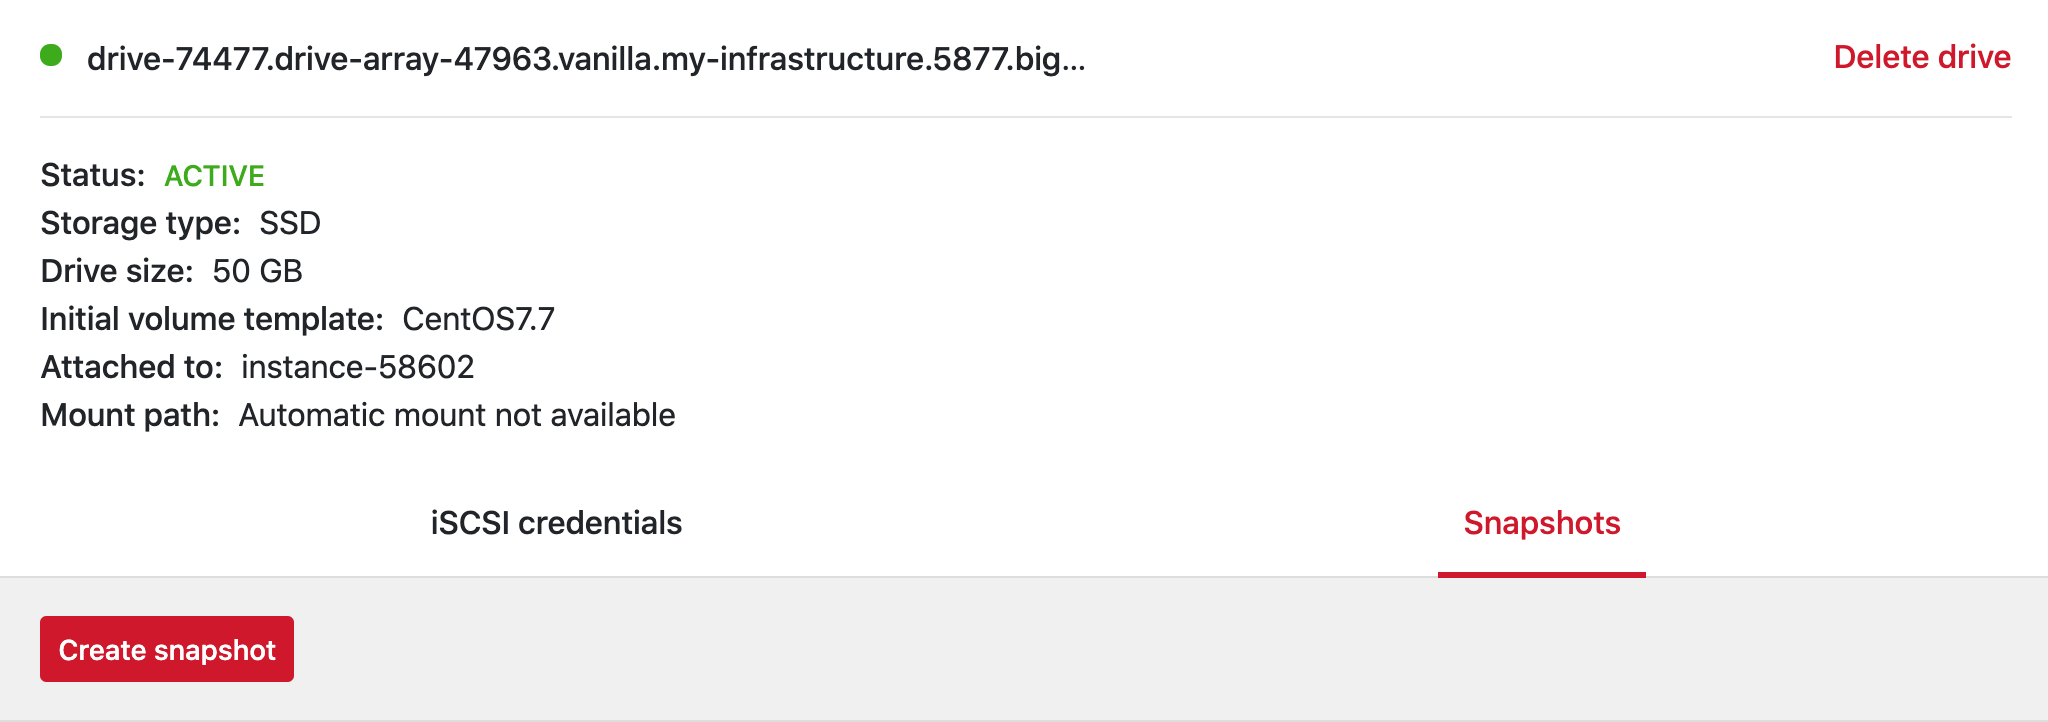 drive-74477.drive-array-47963.vanilla.my-infrastructure.5877.big...
Delete drive
Status: ACTIVE
Storage type: SSD
Drive size: 50 GB
Initial volume template: CentOS7.7
Attached to: instance-58602
Mount path: Automatic mount not available
iSCSI credentials
Snapshots
Create snapshot